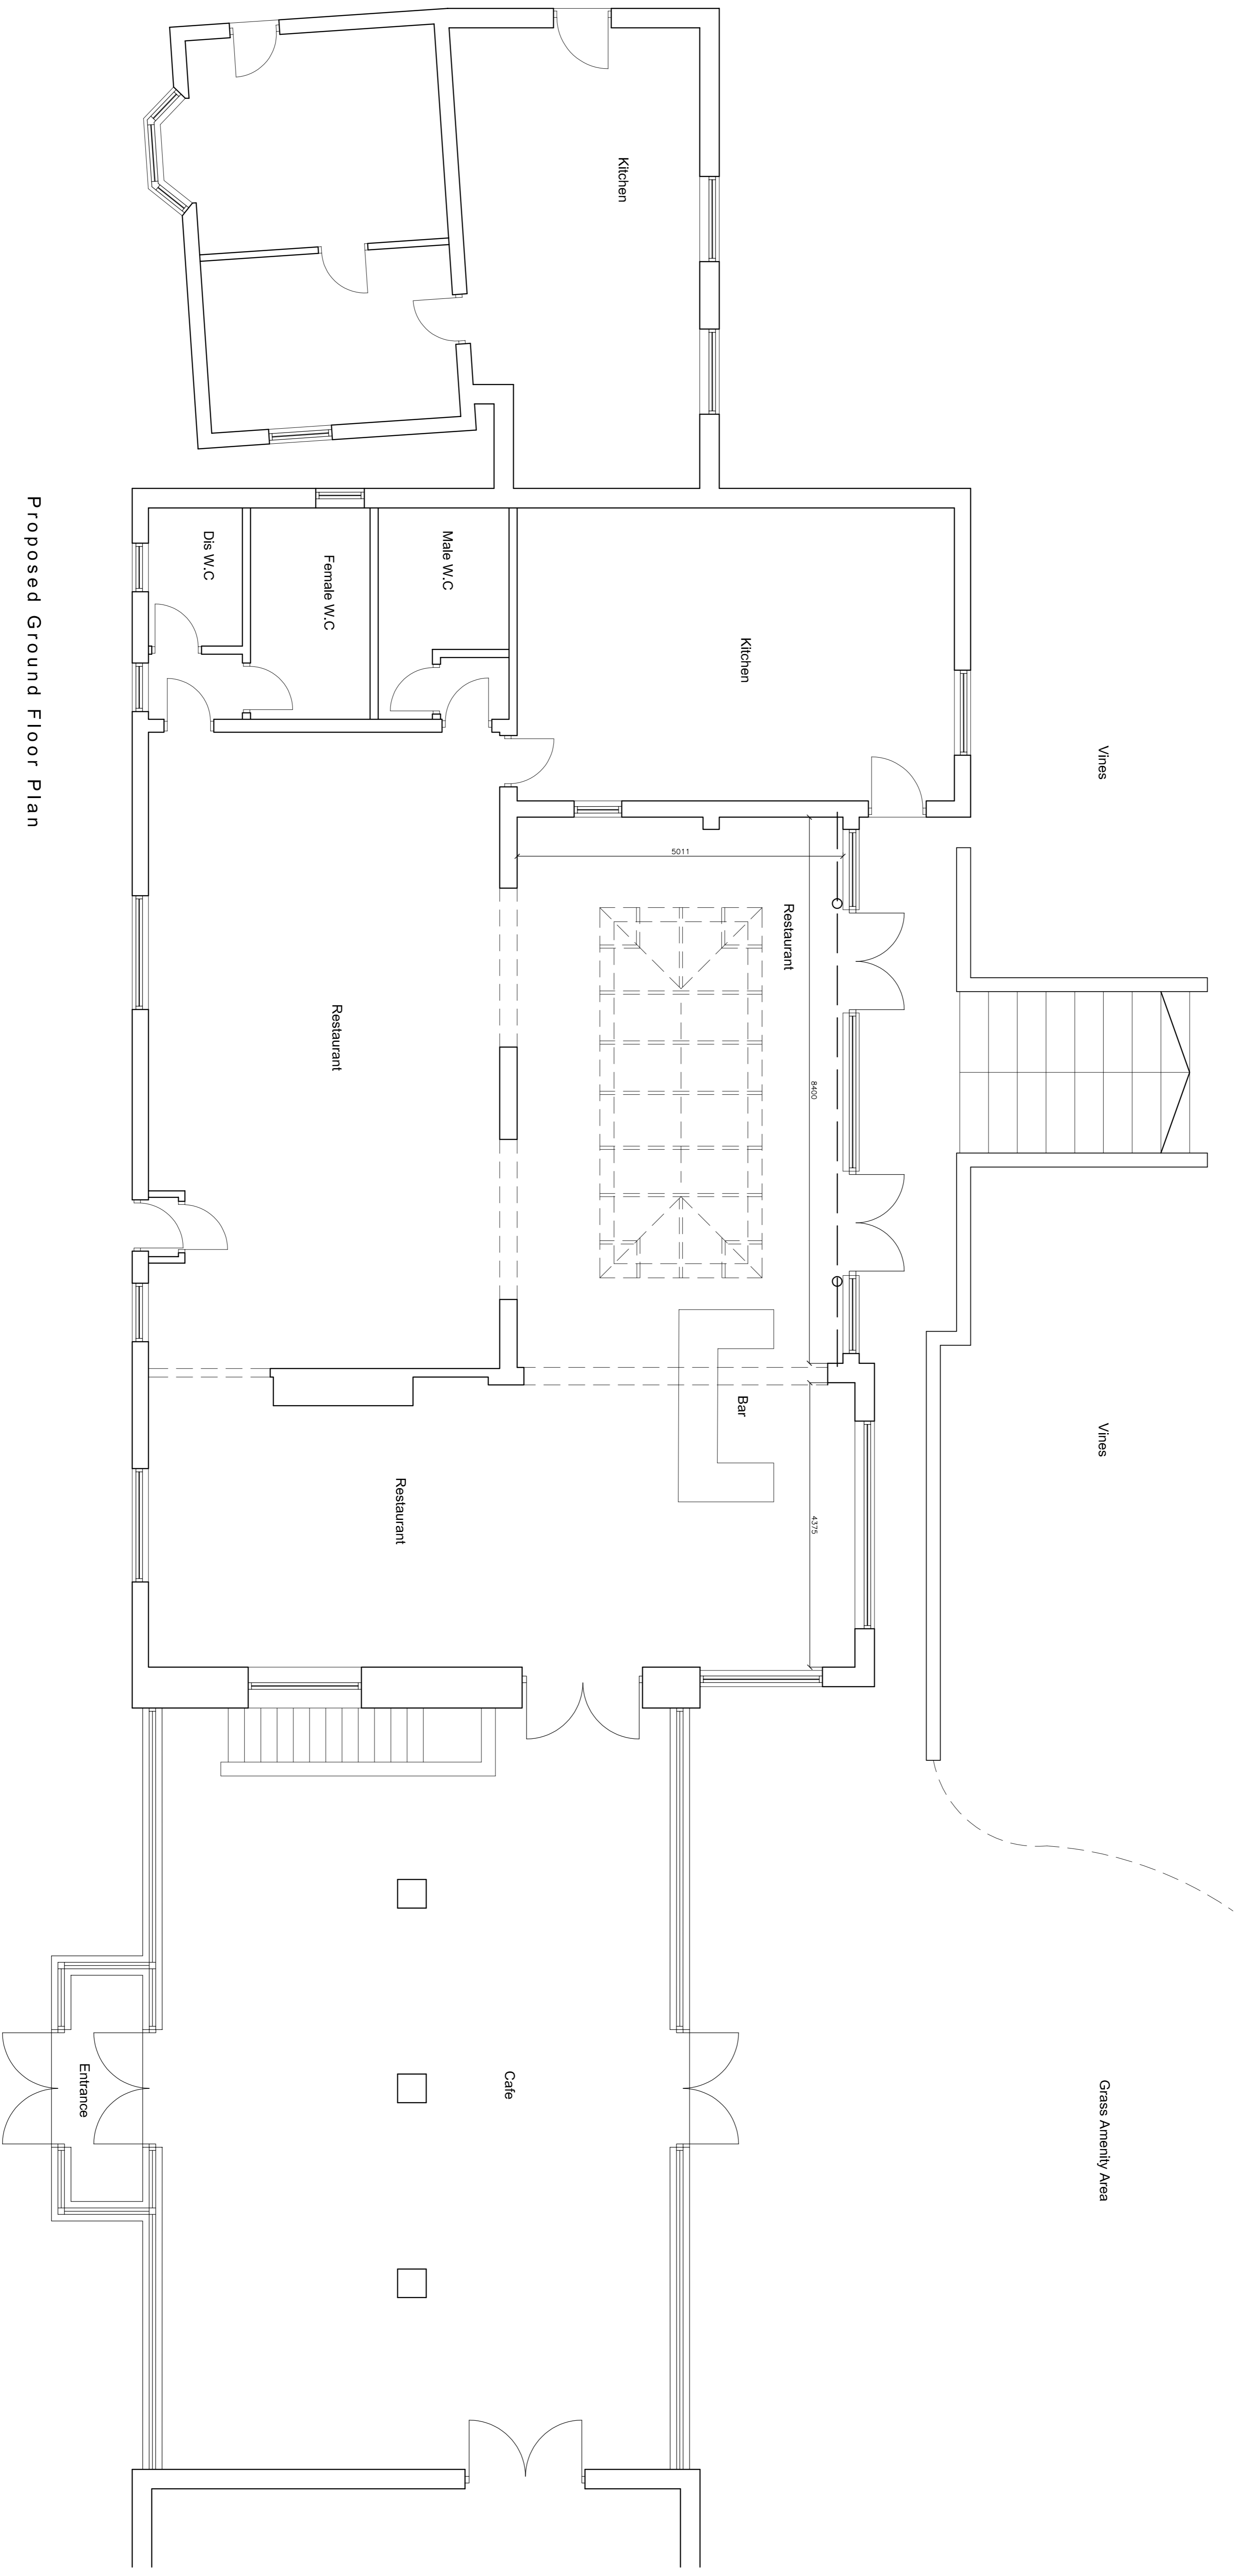 Vines
Vines
Grass Amenity Area
Kitchen
Kitchen
Restaurant
5011
8400
Bar
4375
Male W.C
Female W.C
Dis W.C
Restaurant
Restaurant
Cafe
Entrance
Proposed Ground Floor Plan